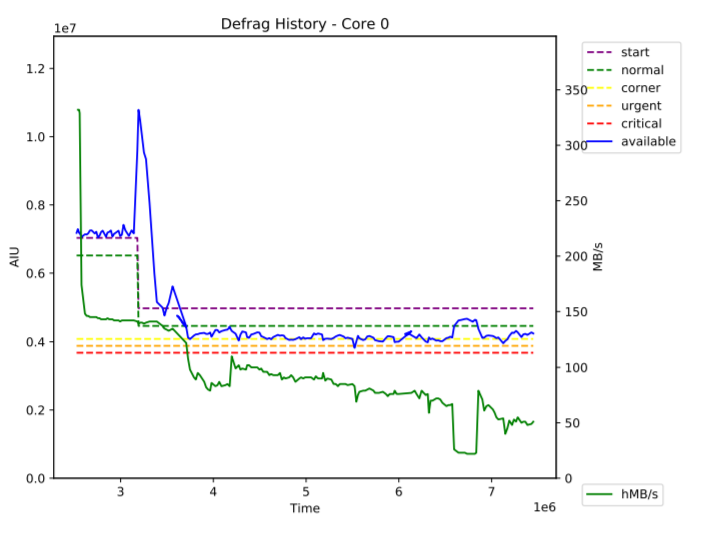 Defrag History - Core 0
1e7
1.2
1.0
0.8
0.6
0.4
0.2
0.0
AIU
3
4
5
6
7
1e6
Time
350
300
250
200
150
100
50
0
MB/s
start
normal
corner
urgent
critical
available
hMB/s